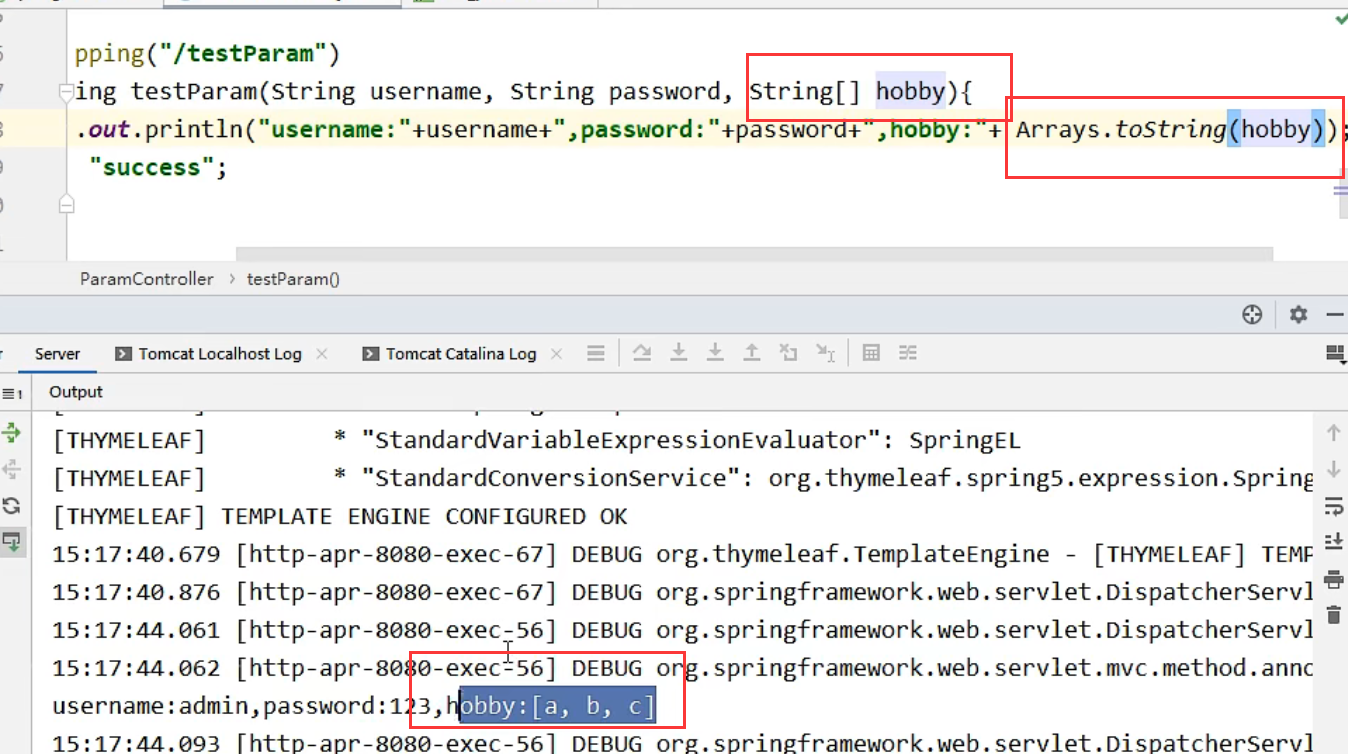 pping("/testParam")
ing testParam(String username, String password, String[] hobby){
.out.println("username:"+username+",password:"+password+",hobby:"+ Arrays.toString(hobby));
"success";
ParamController › testParam()
Server Tomcat Localhost Log × Tomcat Catalina Log ×
Output
[THYMELEAF] * "StandardVariableExpressionEvaluator": SpringEL
[THYMELEAF] * "StandardConversionService": org.thymeleaf.spring5.expression.Spring
[THYMELEAF] TEMPLATE ENGINE CONFIGURED OK
15:17:40.679 [http-apr-8080-exec-67] DEBUG org.thymeleaf.TemplateEngine - [THYMELEAF] TEMP
15:17:40.876 [http-apr-8080-exec-67] DEBUG org.springframework.web.servlet.DispatcherServl
15:17:44.061 [http-apr-8080-exec-56] DEBUG org.springframework.web.servlet.DispatcherServl
15:17:44.062 [http-apr-8080-exec-56] DEBUG org.springframework.web.servlet.mvc.method.anno
username:admin,password:123,hobby:[a, b, c]
15:17:44.093 [http-apr-8080-exec-56] DEBUG org.springframework.web.servlet.DispatcherServl